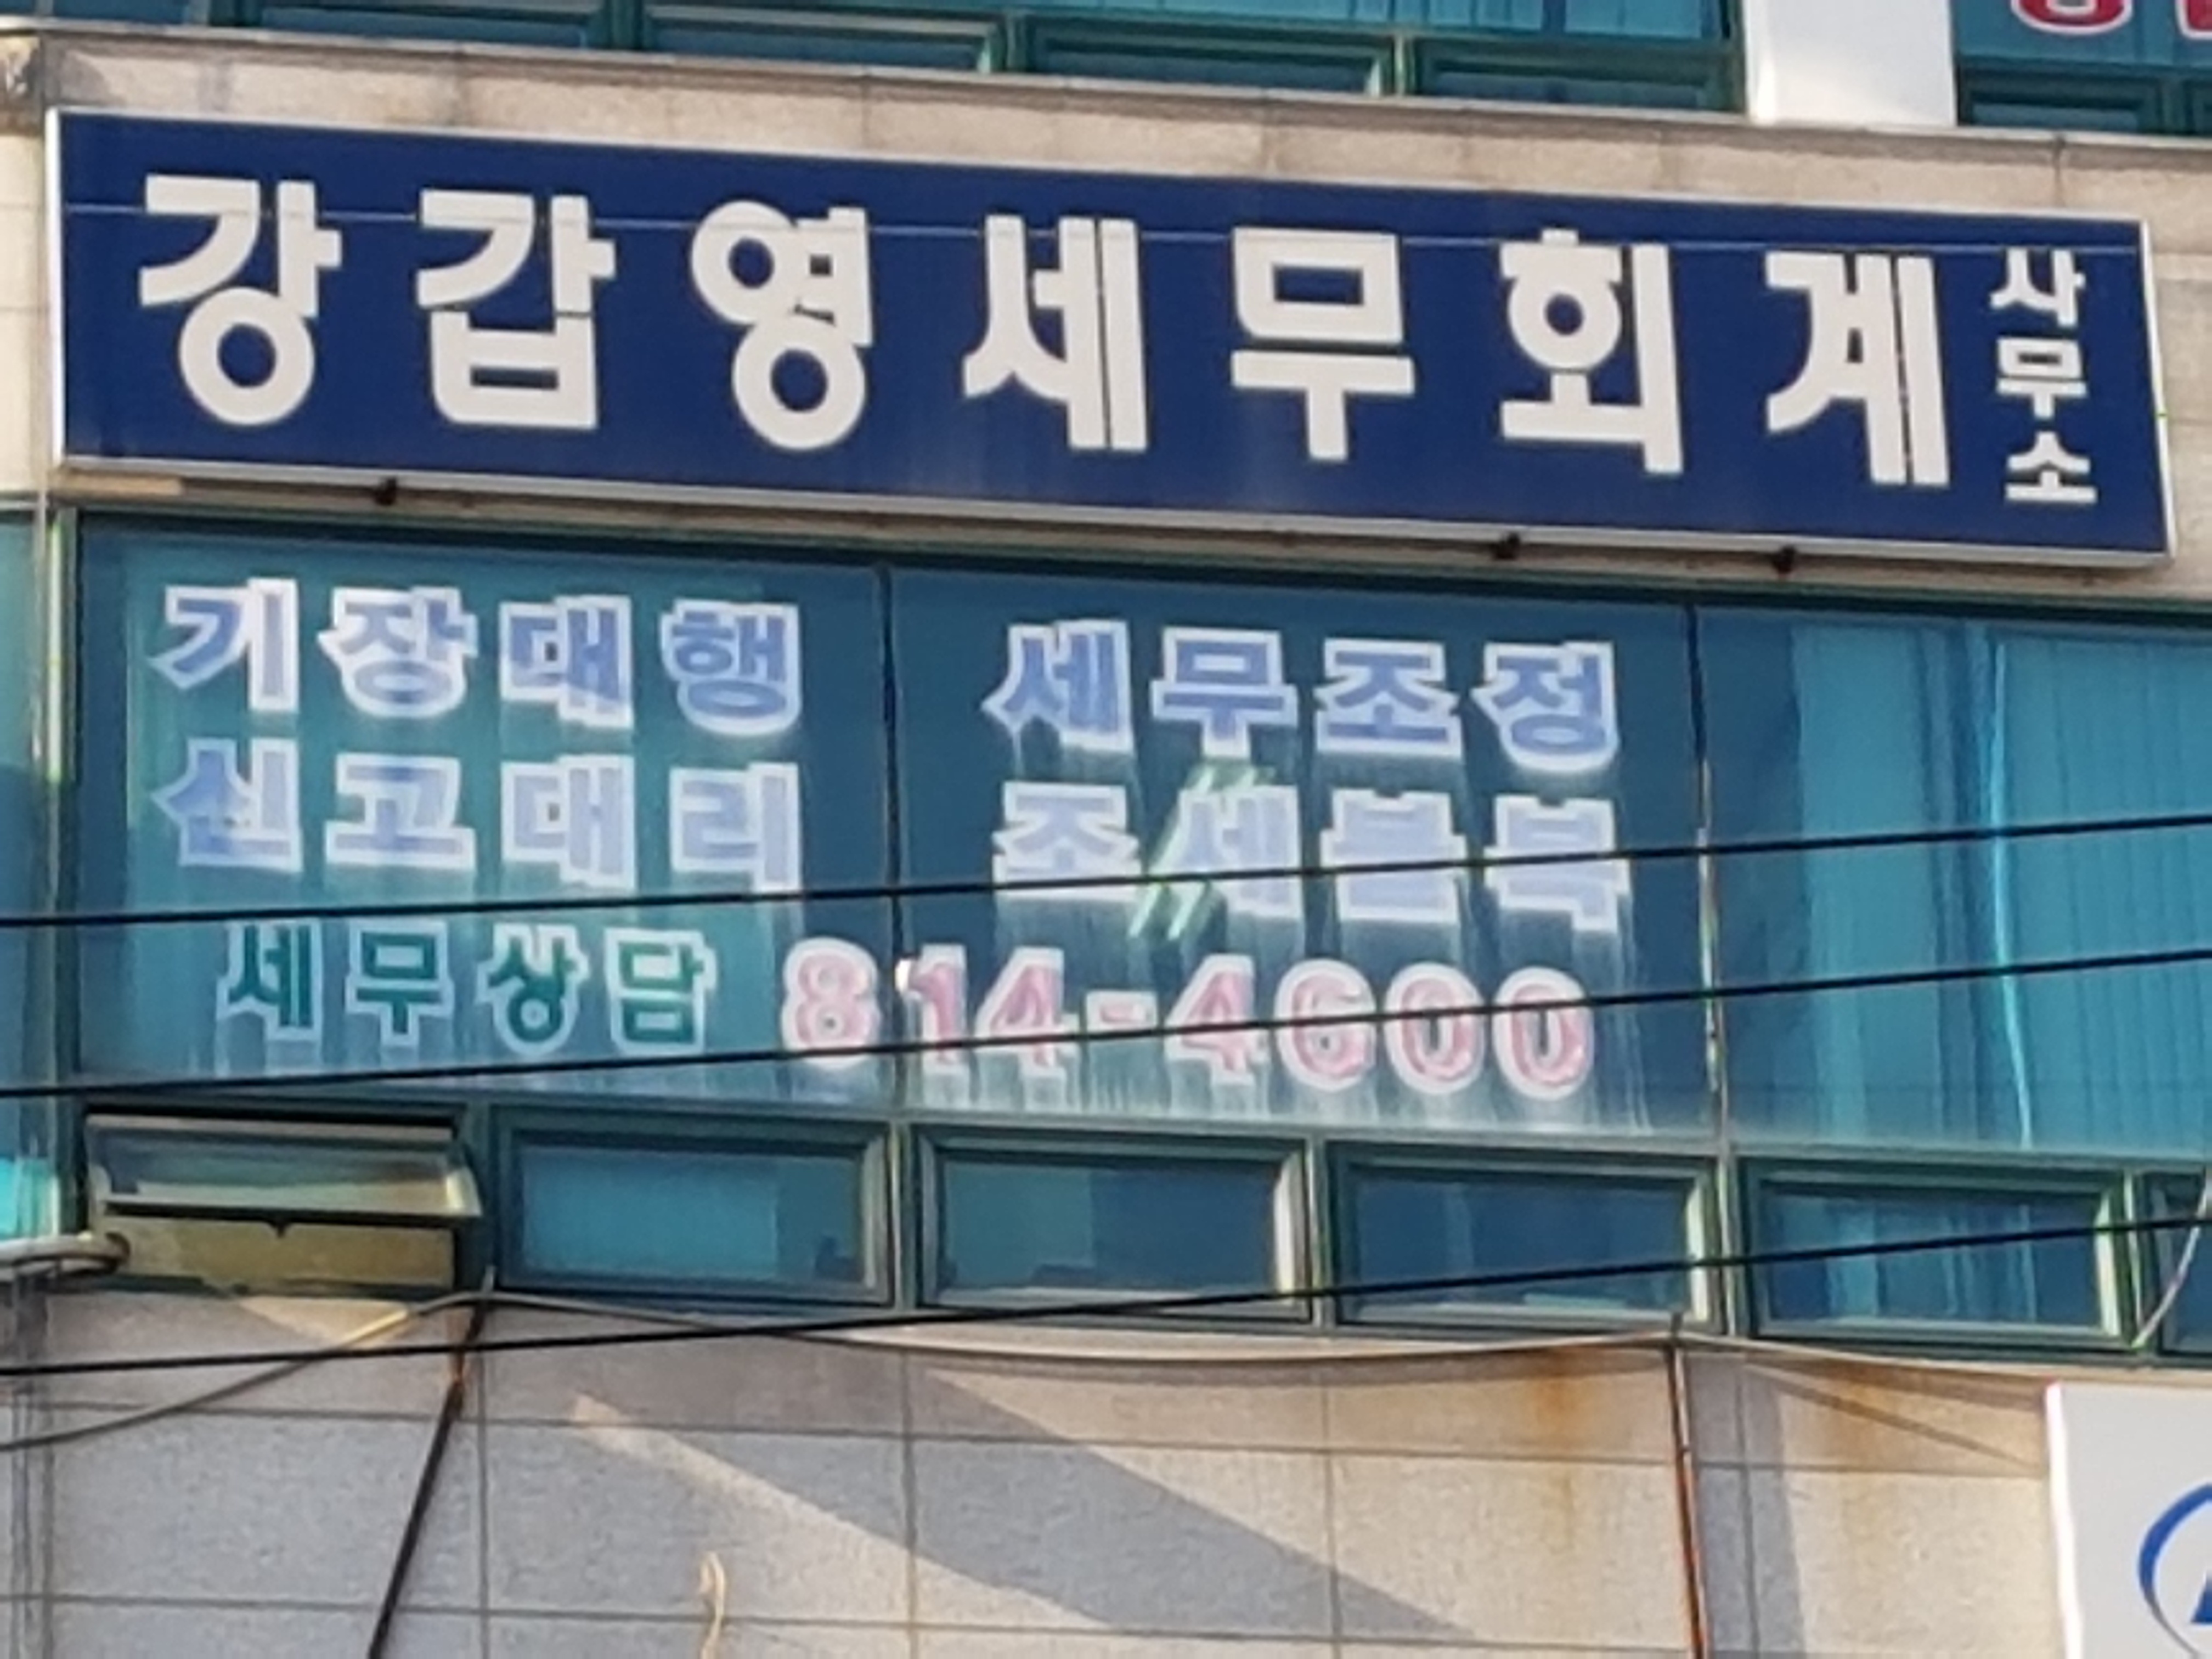 강갑영세무회계사무소
기장대행 세무조정
신고대리 조세불복
세무상담 814-4600